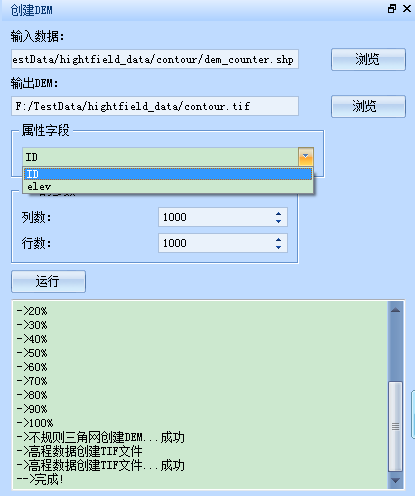 创建DEM
输入数据:
estData/hightfield_data/contour/dem_counter.shp
浏览
输出DEM:
F:/TestData/hightfield_data/contour.tif
浏览
属性字段
ID
ID
elev
列数:
1000
行数:
1000
运行
->20%
->30%
->40%
->50%
->60%
->70%
->80%
->90%
->100%
->不规则三角网创建DEM...成功
->高程数据创建TIF文件
->高程数据创建TIF文件...成功
-->完成!